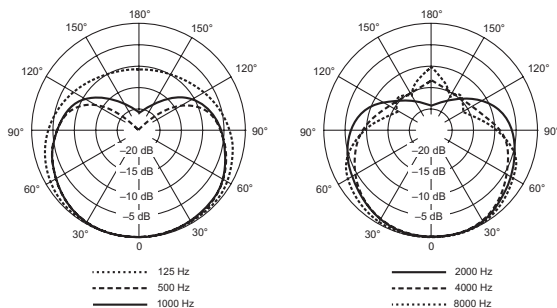 180°
150° 150°
120° 120°
90° 90°
60° 60°
30° 30°
0
–20 dB
–15 dB
–10 dB
–5 dB
125 Hz
500 Hz
1000 Hz
180°
150° 150°
120° 120°
90° 90°
60° 60°
30° 30°
0
–20 dB
–15 dB
–10 dB
–5 dB
2000 Hz
4000 Hz
8000 Hz